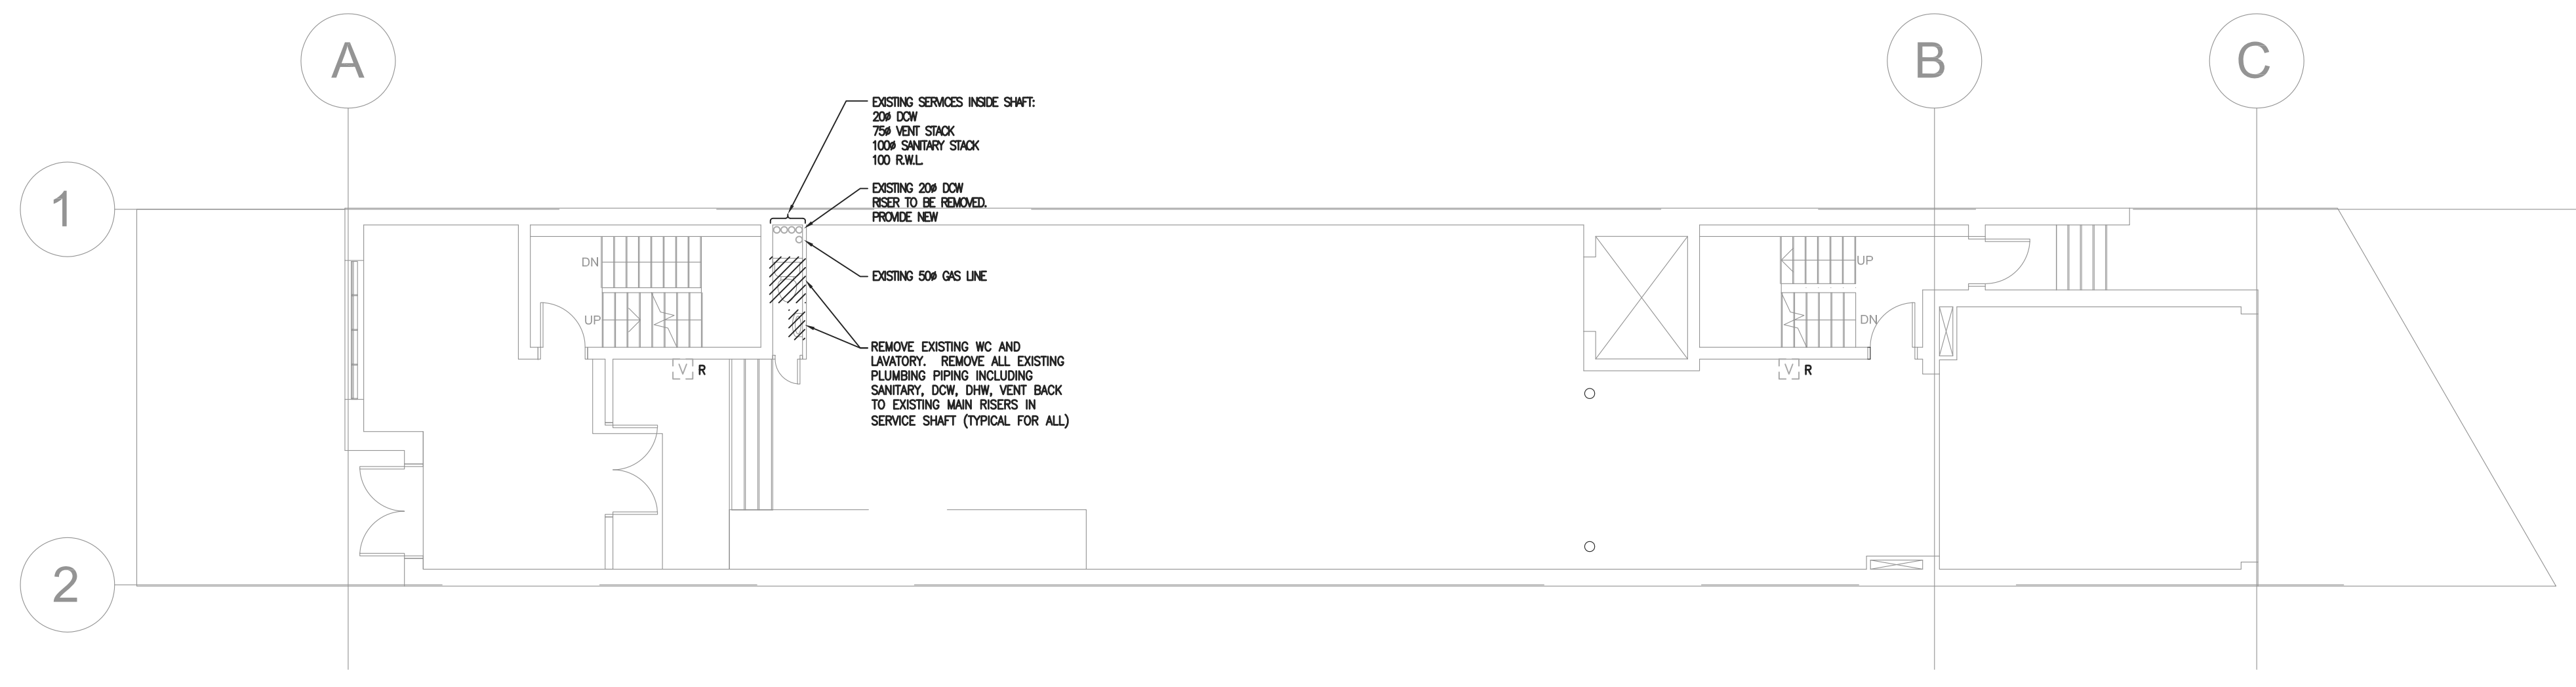 A
B
C
1
2
EXISTING SERVICES INSIDE SHAFT:
20ø DCW
75ø VENT STACK
100ø SANITARY STACK
100 R.W.L.
EXISTING 20ø DCW
RISER TO BE REMOVED.
PROVIDE NEW
EXISTING 50ø GAS LINE
REMOVE EXISTING WC AND
LAVATORY. REMOVE ALL EXISTING
PLUMBING PIPING INCLUDING
SANITARY, DCW, DHW, VENT BACK
TO EXISTING MAIN RISERS IN
SERVICE SHAFT (TYPICAL FOR ALL)
DN
UP
V R
UP
DN
V R